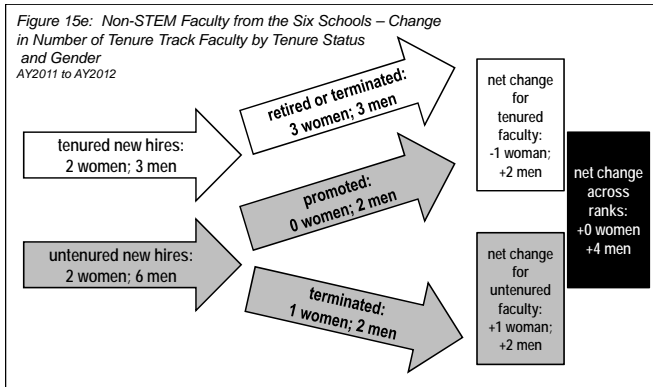 Figure 15e:  Non-STEM Faculty from the Six Schools – Change
in Number of Tenure Track Faculty by Tenure Status
and Gender
AY2011 to AY2012
tenured new hires:
2 women; 3 men
retired or terminated:
3 women; 3 men
net change
for
tenured
faculty:
-1 woman;
+2 men
untenured new hires:
2 women; 6 men
promoted:
0 women; 2 men
terminated:
1 women; 2 men
net change
for
untenured
faculty:
+1 woman;
+2 men
net change
across
ranks:
+0 women
+4 men